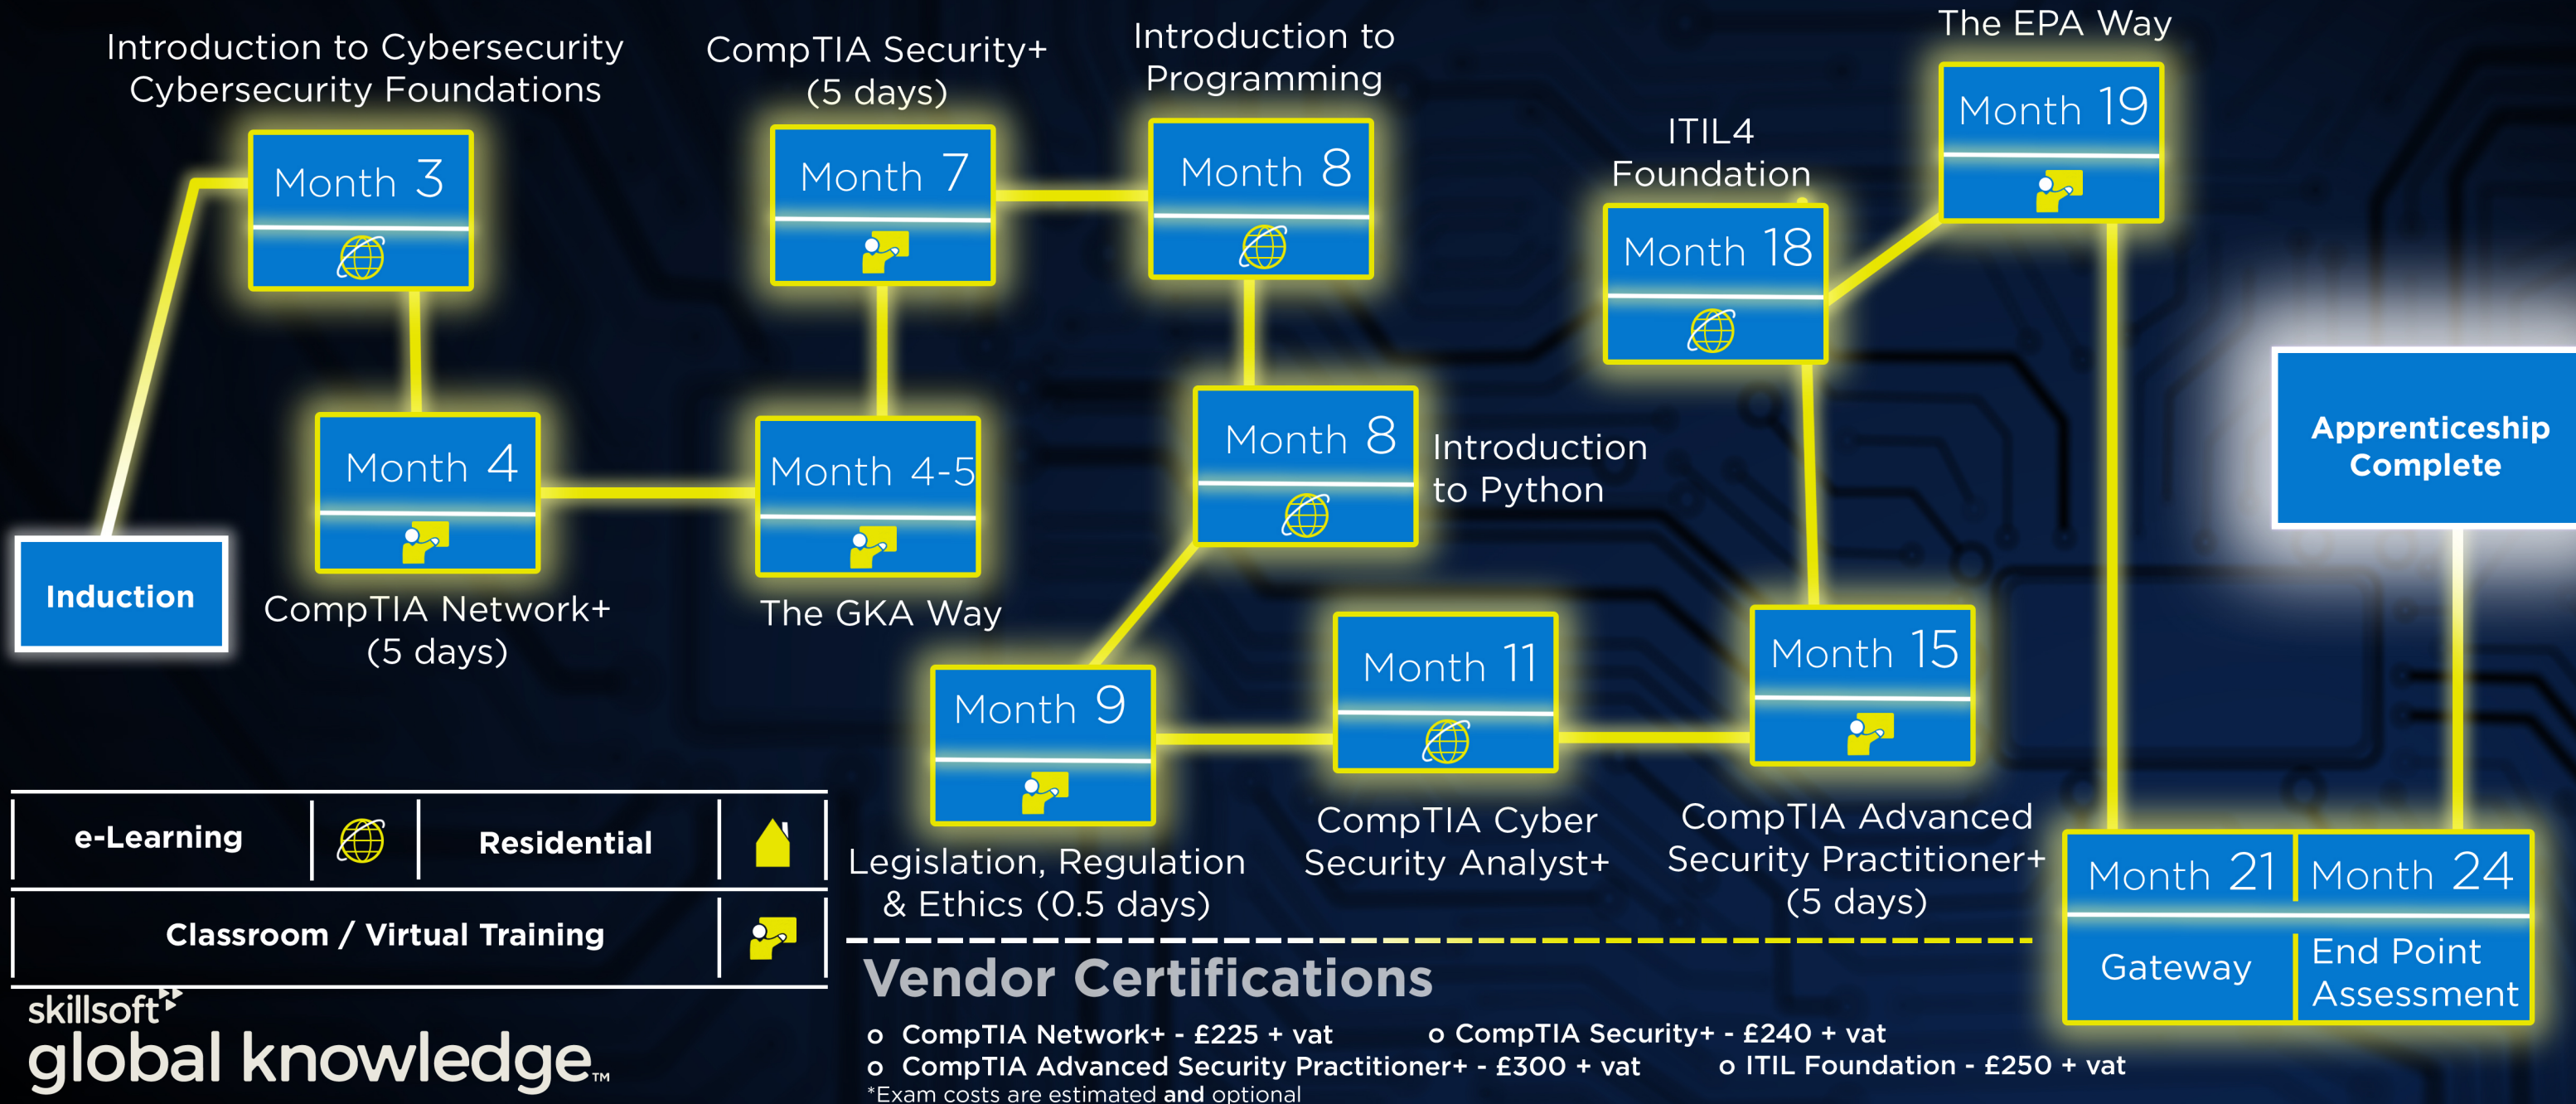 Introduction to Cybersecurity
Cybersecurity Foundations
Month 3
Induction
Month 4
CompTIA Network+
(5 days)
Month 4-5
The GKA Way
CompTIA Security+
(5 days)
Month 7
Introduction to
Programming
Month 8
Month 8
Introduction
to Python
Month 9
Legislation, Regulation
& Ethics (0.5 days)
Month 11
CompTIA Cyber
Security Analyst+
Month 15
CompTIA Advanced
Security Practitioner+
(5 days)
ITIL4
Foundation
Month 18
The EPA Way
Month 19
Month 21
Gateway
Month 24
End Point
Assessment
Apprenticeship
Complete
e-Learning
Residential
Classroom / Virtual Training
skillsoft
global knowledge™
Vendor Certifications
o CompTIA Network+ - £225 + vat
o CompTIA Security+ - £240 + vat
o CompTIA Advanced Security Practitioner+ - £300 + vat
o ITIL Foundation - £250 + vat
*Exam costs are estimated and optional